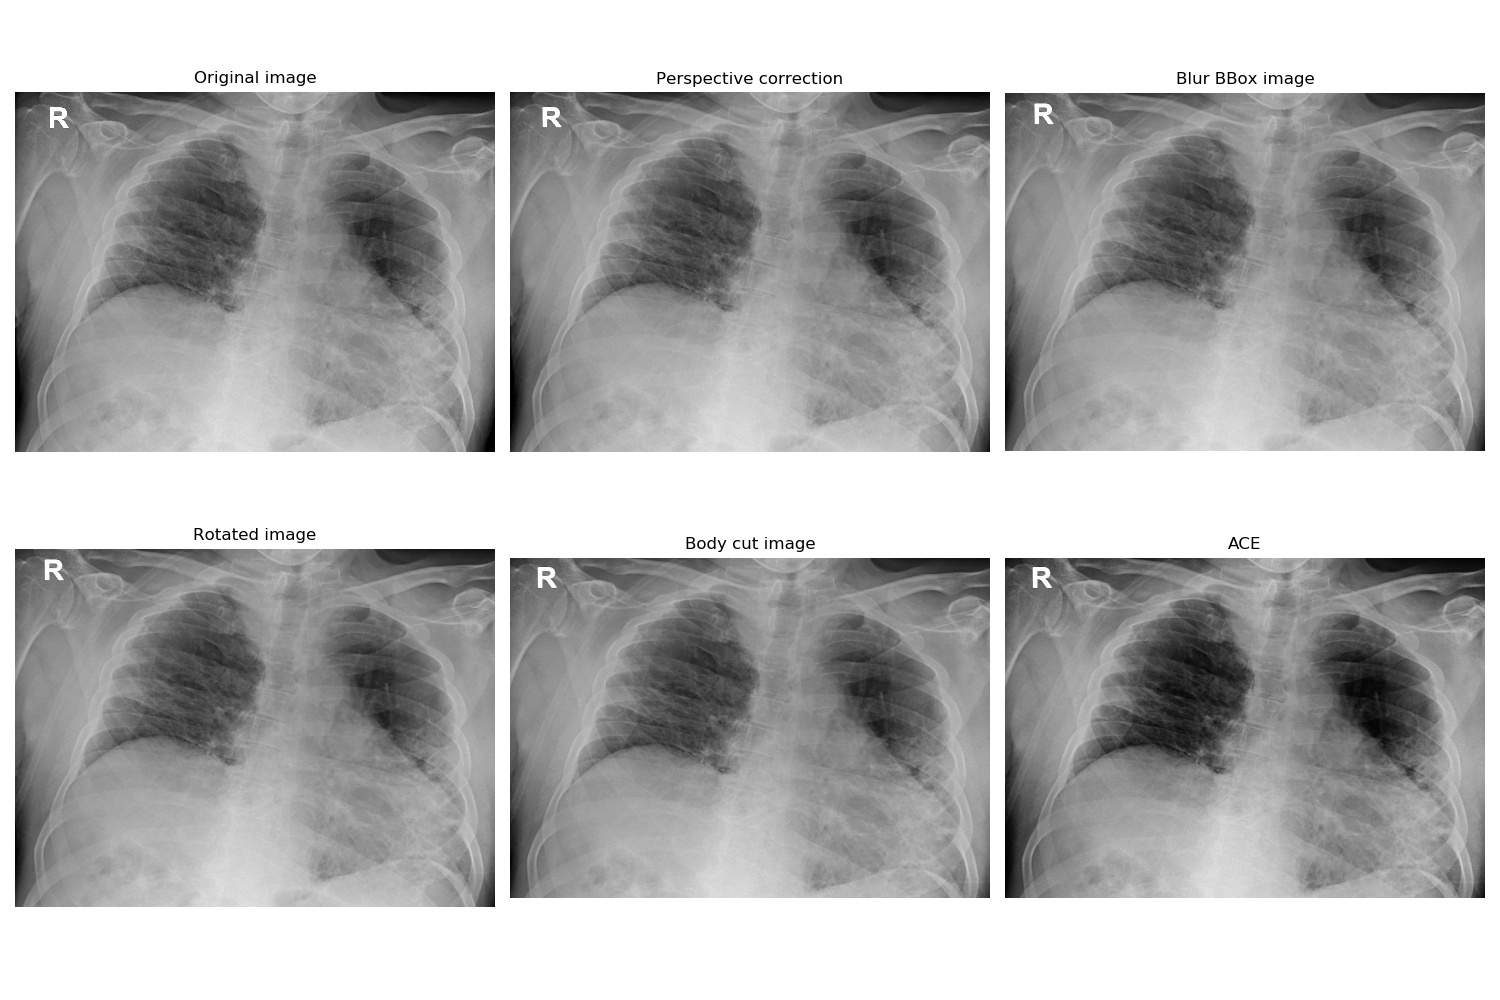 Original image
Perspective correction
Blur BBox image
R
R
R
Rotated image
Body cut image
ACE
R
R
R